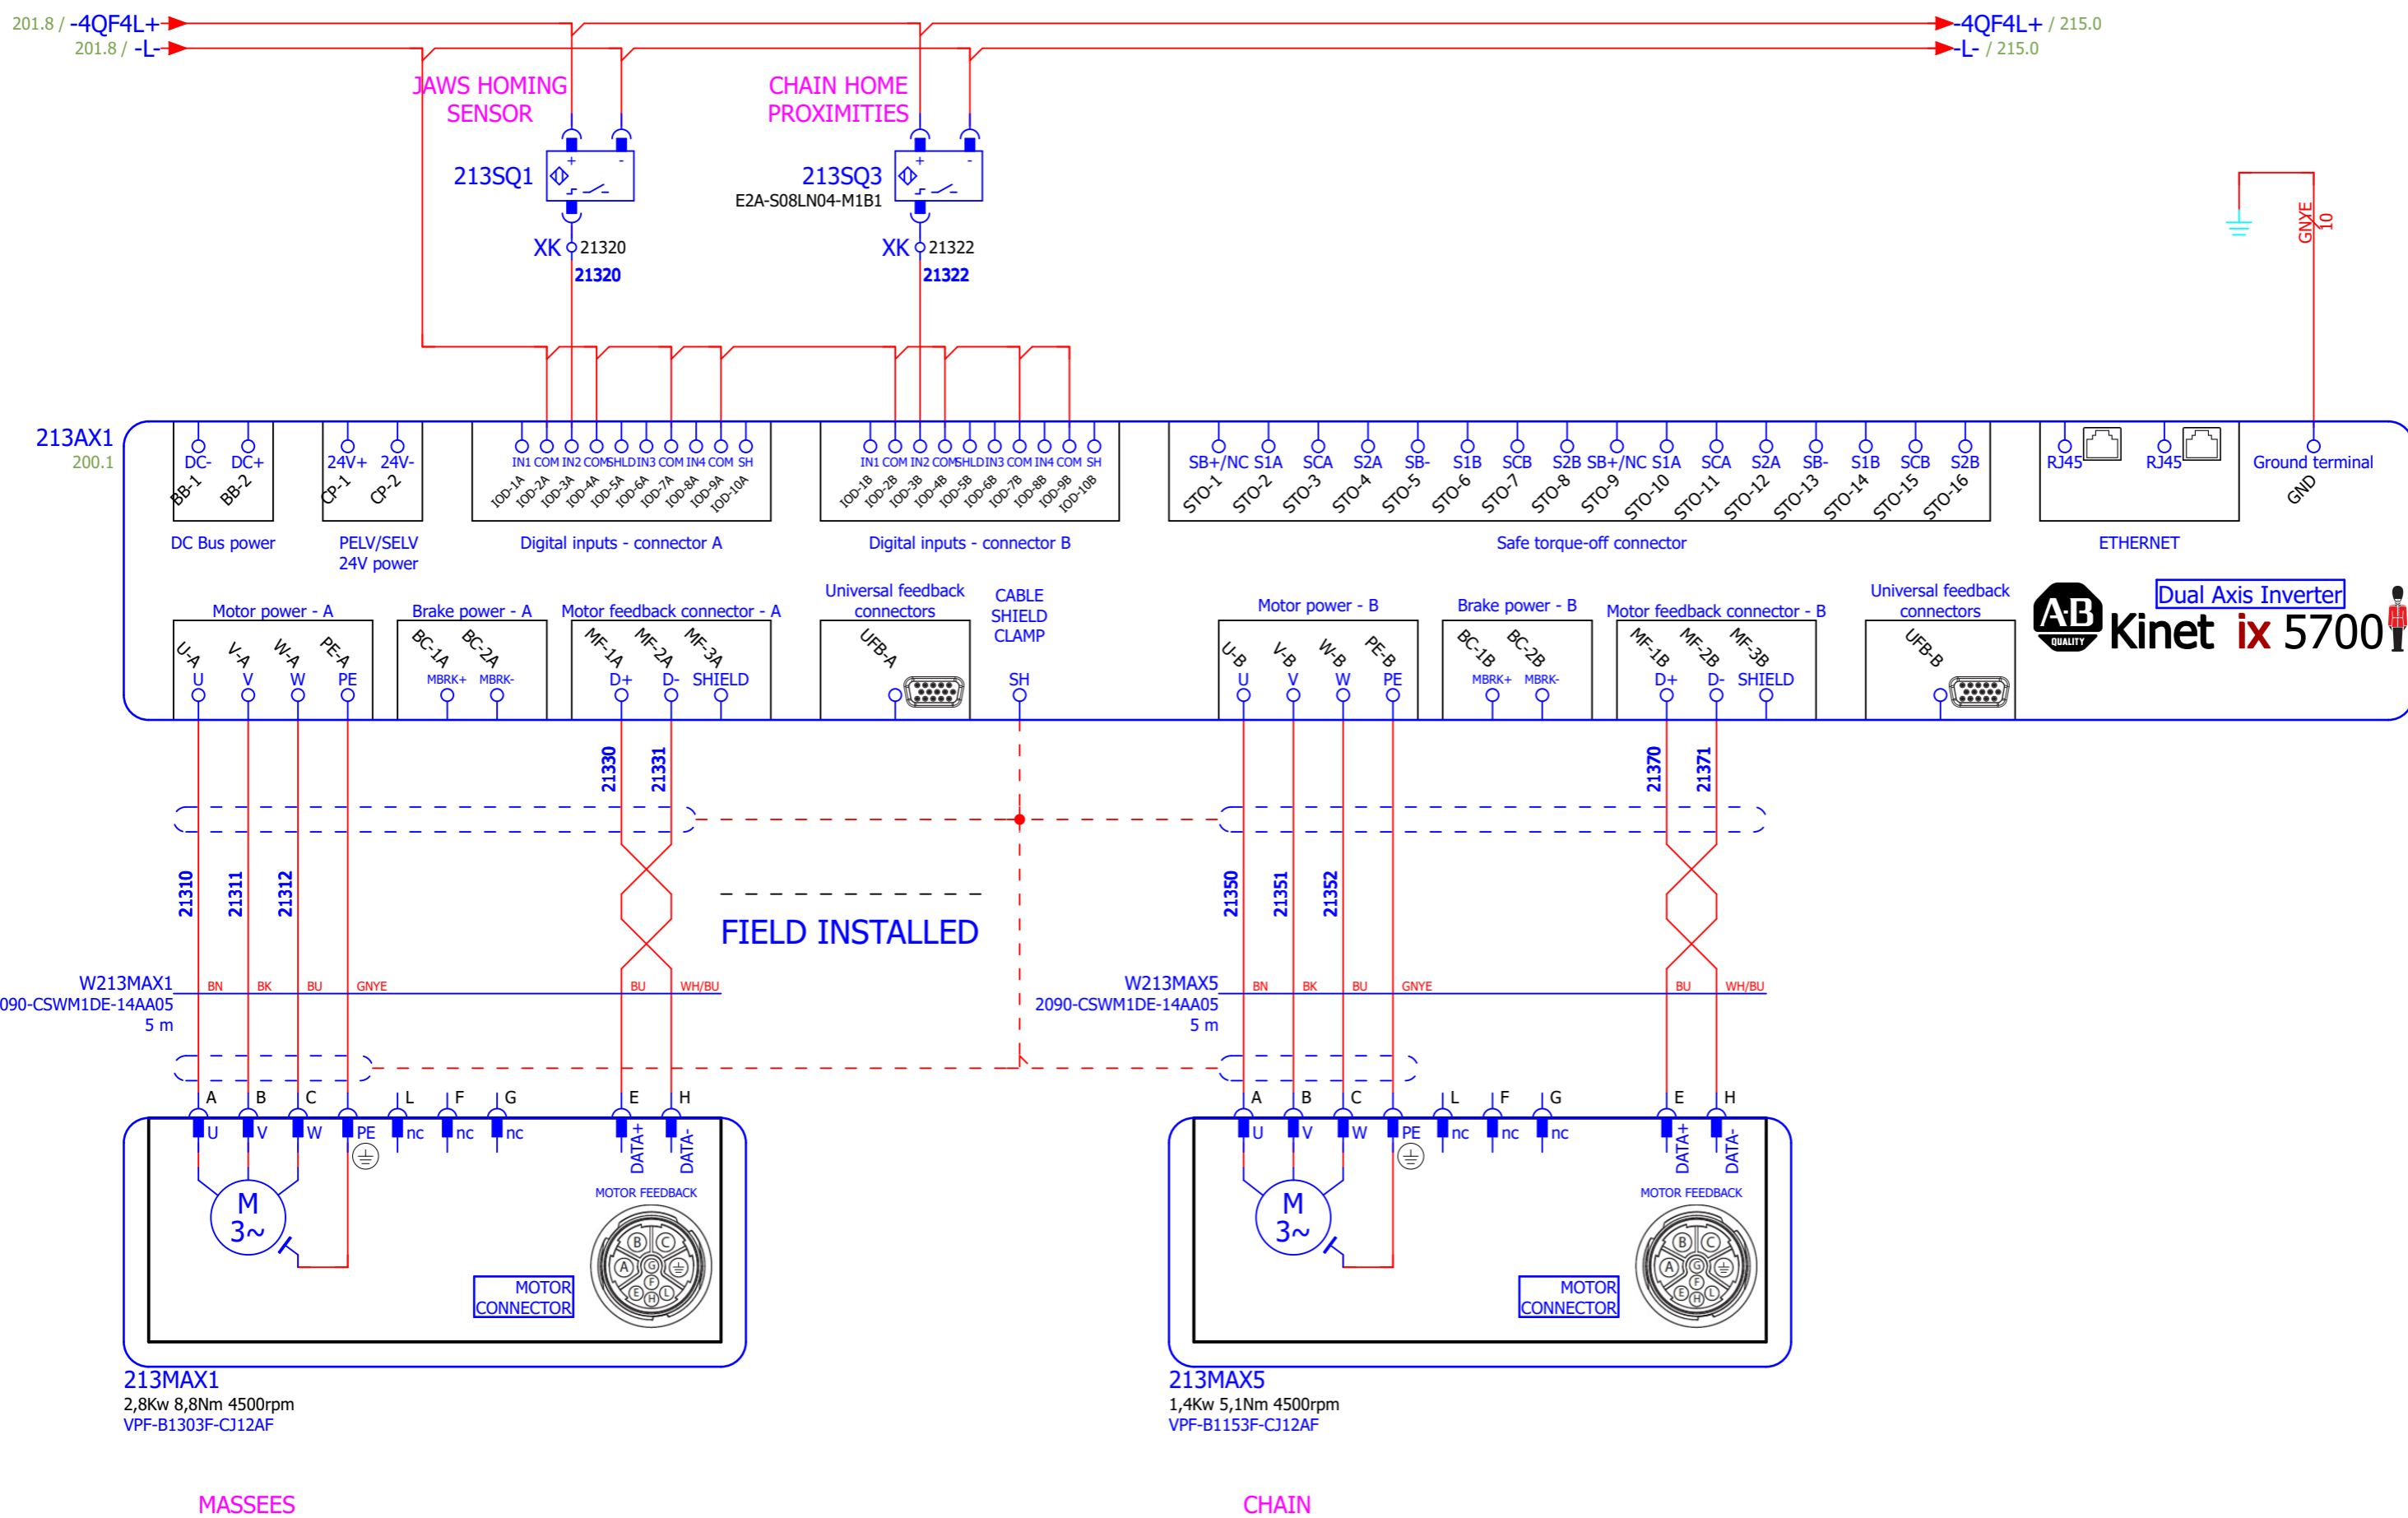 201.8 / -4QF4L+
-4QF4L+ / 215.0
201.8 / -L-
-L- / 215.0
JAWS HOMING
SENSOR
CHAIN HOME
PROXIMITIES
213SQ1
+ -
213SQ3
E2A-S08LN04-M1B1
+ -
XK 21320
21320
XK 21322
21322
GNYE
10
213AX1
200.1
DC- DC+
BB-1 BB-2
DC Bus power
24V+ 24V-
CP-1 CP-2
PELV/SELV
24V power
IN1 COM IN2 COM SHLD IN3 COM IN4 COM SH
IOD-1A IOD-2A IOD-3A IOD-4A IOD-5A IOD-6A IOD-7A IOD-8A IOD-9A IOD-10A
Digital inputs - connector A
IN1 COM IN2 COM SHLD IN3 COM IN4 COM SH
IOD-1B IOD-2B IOD-3B IOD-4B IOD-5B IOD-6B IOD-7B IOD-8B IOD-9B IOD-10B
Digital inputs - connector B
SB+/NC S1A SCA S2A SB- S1B SCB S2B SB+/NC S1A SCA S2A SB- S1B SCB S2B
STO-1 STO-2 STO-3 STO-4 STO-5 STO-6 STO-7 STO-8 STO-9 STO-10 STO-11 STO-12 STO-13 STO-14 STO-15 STO-16
Safe torque-off connector
RJ45 RJ45
ETHERNET
Ground terminal
GND
Motor power - A
U-A V-A W-A PE-A
U V W PE
Brake power - A
BC-1A BC-2A
MBRK+ MBRK-
Motor feedback connector - A
MF-1A MF-2A MF-3A
D+ D- SHIELD
Universal feedback
connectors
UFB-A
CABLE
SHIELD
CLAMP
SH
Motor power - B
U-B V-B W-B PE-B
U V W PE
Brake power - B
BC-1B BC-2B
MBRK+ MBRK-
Motor feedback connector - B
MF-1B MF-2B MF-3B
D+ D- SHIELD
Universal feedback
connectors
UFB-B
A-B
QUALITY
Dual Axis Inverter
Kinet ix 5700
21330 21331
21370 21371
21310 21311 21312
FIELD INSTALLED
21350 21351 21352
W213MAX1
090-CSWM1DE-14AA05
5 m
BN BK BU GNYE BU WH/BU
W213MAX5
2090-CSWM1DE-14AA05
5 m
BN BK BU GNYE BU WH/BU
A B C L F G E H
U V W PE nc nc nc DATA+ DATA-
M
3~
MOTOR FEEDBACK
B C
A G
F
E H L
MOTOR
CONNECTOR
213MAX1
2,8Kw 8,8Nm 4500rpm
VPF-B1303F-CJ12AF
A B C L F G E H
U V W PE nc nc nc DATA+ DATA-
M
3~
MOTOR FEEDBACK
B C
A G
F
E H L
MOTOR
CONNECTOR
213MAX5
1,4Kw 5,1Nm 4500rpm
VPF-B1153F-CJ12AF
MASSEES
CHAIN